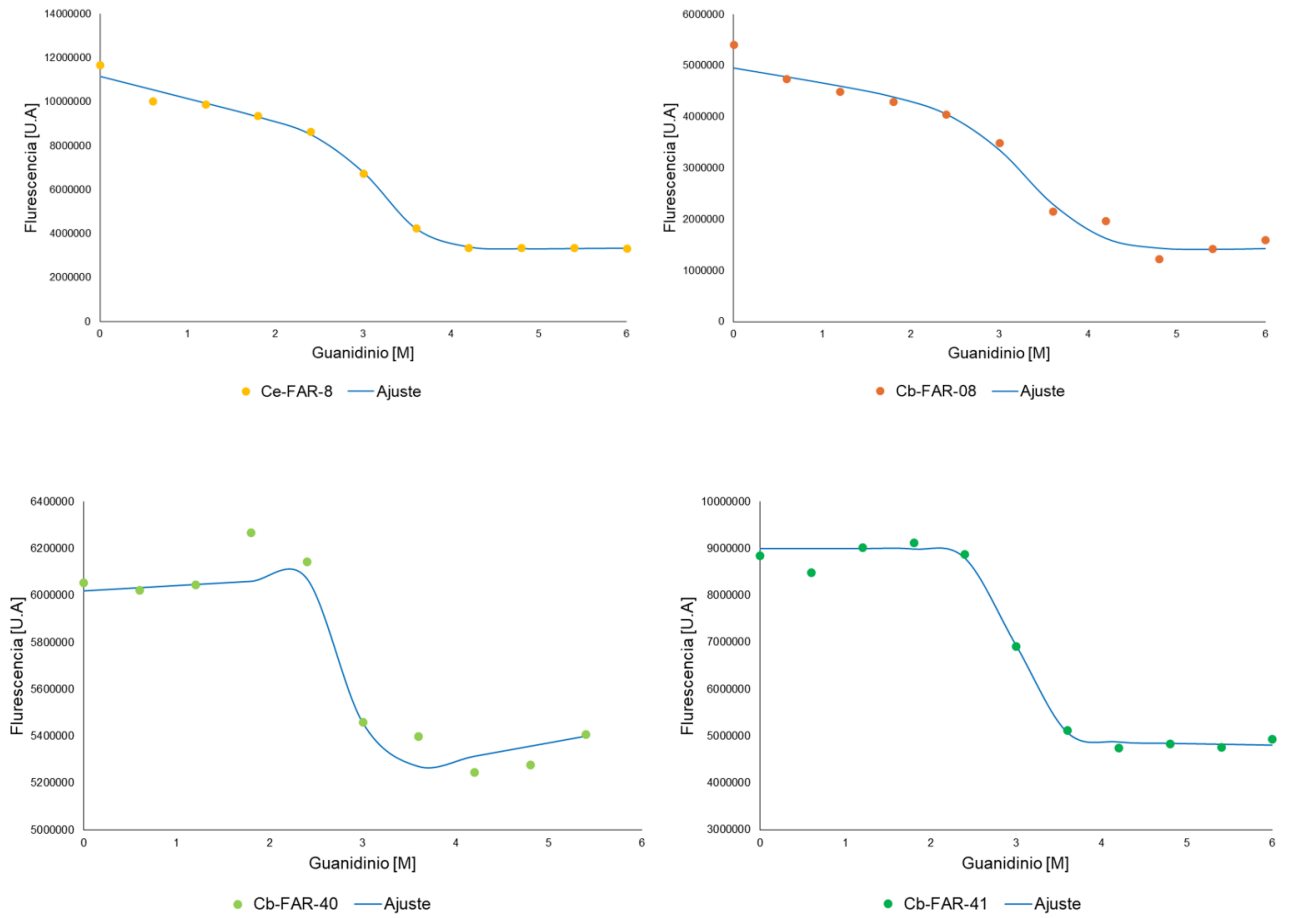 14000000
12000000
10000000
8000000
6000000
4000000
2000000
0
Flurescencia [U.A]
0 1 2 3 4 5 6
Guanidinio [M]
Ce-FAR-8 Ajuste
6000000
5000000
4000000
3000000
2000000
1000000
0
Flurescencia [U.A]
0 1 2 3 4 5 6
Guanidinio [M]
Cb-FAR-08 Ajuste
6400000
6200000
6000000
5800000
5600000
5400000
5200000
5000000
Flurescencia [U.A]
0 1 2 3 4 5 6
Guanidinio [M]
Cb-FAR-40 Ajuste
10000000
9000000
8000000
7000000
6000000
5000000
4000000
3000000
Flurescencia [U.A]
0 1 2 3 4 5 6
Guanidinio [M]
Cb-FAR-41 Ajuste